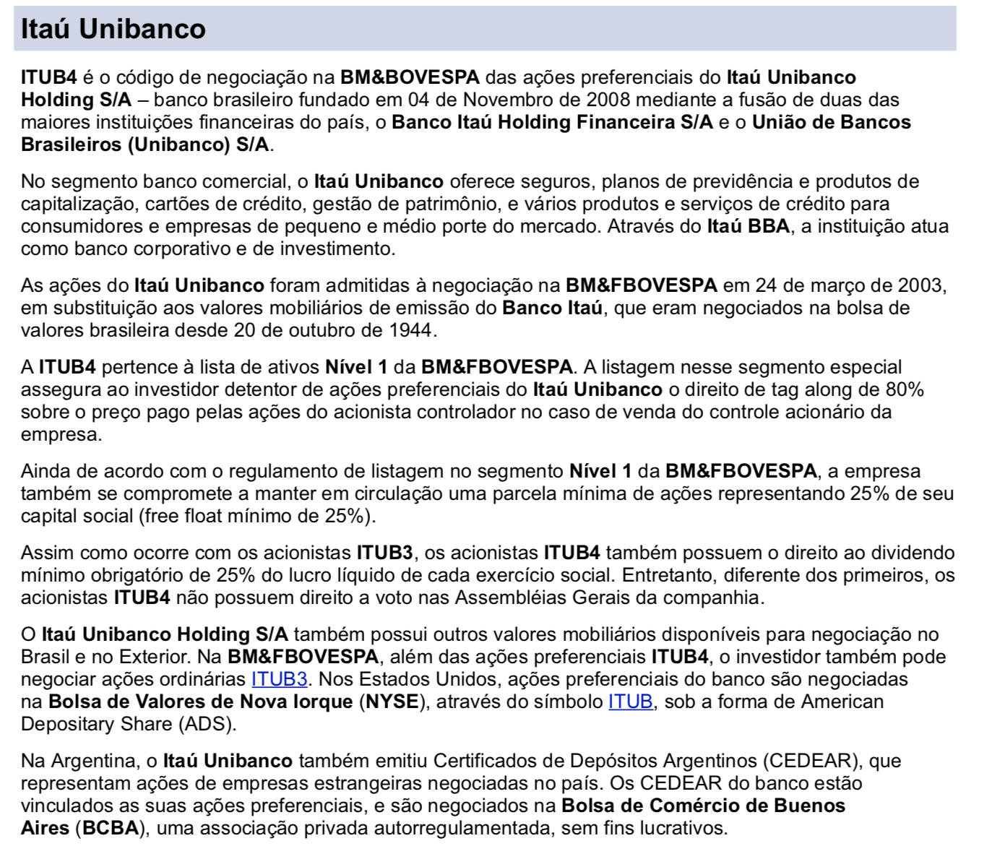 Itaú Unibanco
ITUB4 é o código de negociação na BM&BOVESPA das ações preferenciais do Itaú Unibanco
Holding S/A – banco brasileiro fundado em 04 de Novembro de 2008 mediante a fusão de duas das
maiores instituições financeiras do país, o Banco Itaú Holding Financeira S/A e o União de Bancos
Brasileiros (Unibanco) S/A.
No segmento banco comercial, o Itaú Unibanco oferece seguros, planos de previdência e produtos de
capitalização, cartões de crédito, gestão de patrimônio, e vários produtos e serviços de crédito para
consumidores e empresas de pequeno e médio porte do mercado. Através do Itaú BBA, a instituição atua
como banco corporativo e de investimento.
As ações do Itaú Unibanco foram admitidas à negociação na BM&FBOVESPA em 24 de março de 2003,
em substituição aos valores mobiliários de emissão do Banco Itaú, que eram negociados na bolsa de
valores brasileira desde 20 de outubro de 1944.
A ITUB4 pertence à lista de ativos Nível 1 da BM&FBOVESPA. A listagem nesse segmento especial
assegura ao investidor detentor de ações preferenciais do Itaú Unibanco o direito de tag along de 80%
sobre o preço pago pelas ações do acionista controlador no caso de venda do controle acionário da
empresa.
Ainda de acordo com o regulamento de listagem no segmento Nível 1 da BM&FBOVESPA, a empresa
também se compromete a manter em circulação uma parcela mínima de ações representando 25% de seu
capital social (free float mínimo de 25%).
Assim como ocorre com os acionistas ITUB3, os acionistas ITUB4 também possuem o direito ao dividendo
mínimo obrigatório de 25% do lucro líquido de cada exercício social. Entretanto, diferente dos primeiros, os
acionistas ITUB4 não possuem direito a voto nas Assembléias Gerais da companhia.
O Itaú Unibanco Holding S/A também possui outros valores mobiliários disponíveis para negociação no
Brasil e no Exterior. Na BM&FBOVESPA, além das ações preferenciais ITUB4, o investidor também pode
negociar ações ordinárias ITUB3. Nos Estados Unidos, ações preferenciais do banco são negociadas
na Bolsa de Valores de Nova Iorque (NYSE), através do símbolo ITUB, sob a forma de American
Depositary Share (ADS).
Na Argentina, o Itaú Unibanco também emitiu Certificados de Depósitos Argentinos (CEDEAR), que
representam ações de empresas estrangeiras negociadas no país. Os CEDEAR do banco estão
vinculados as suas ações preferenciais, e são negociados na Bolsa de Comércio de Buenos
Aires (BCBA), uma associação privada autorregulamentada, sem fins lucrativos.